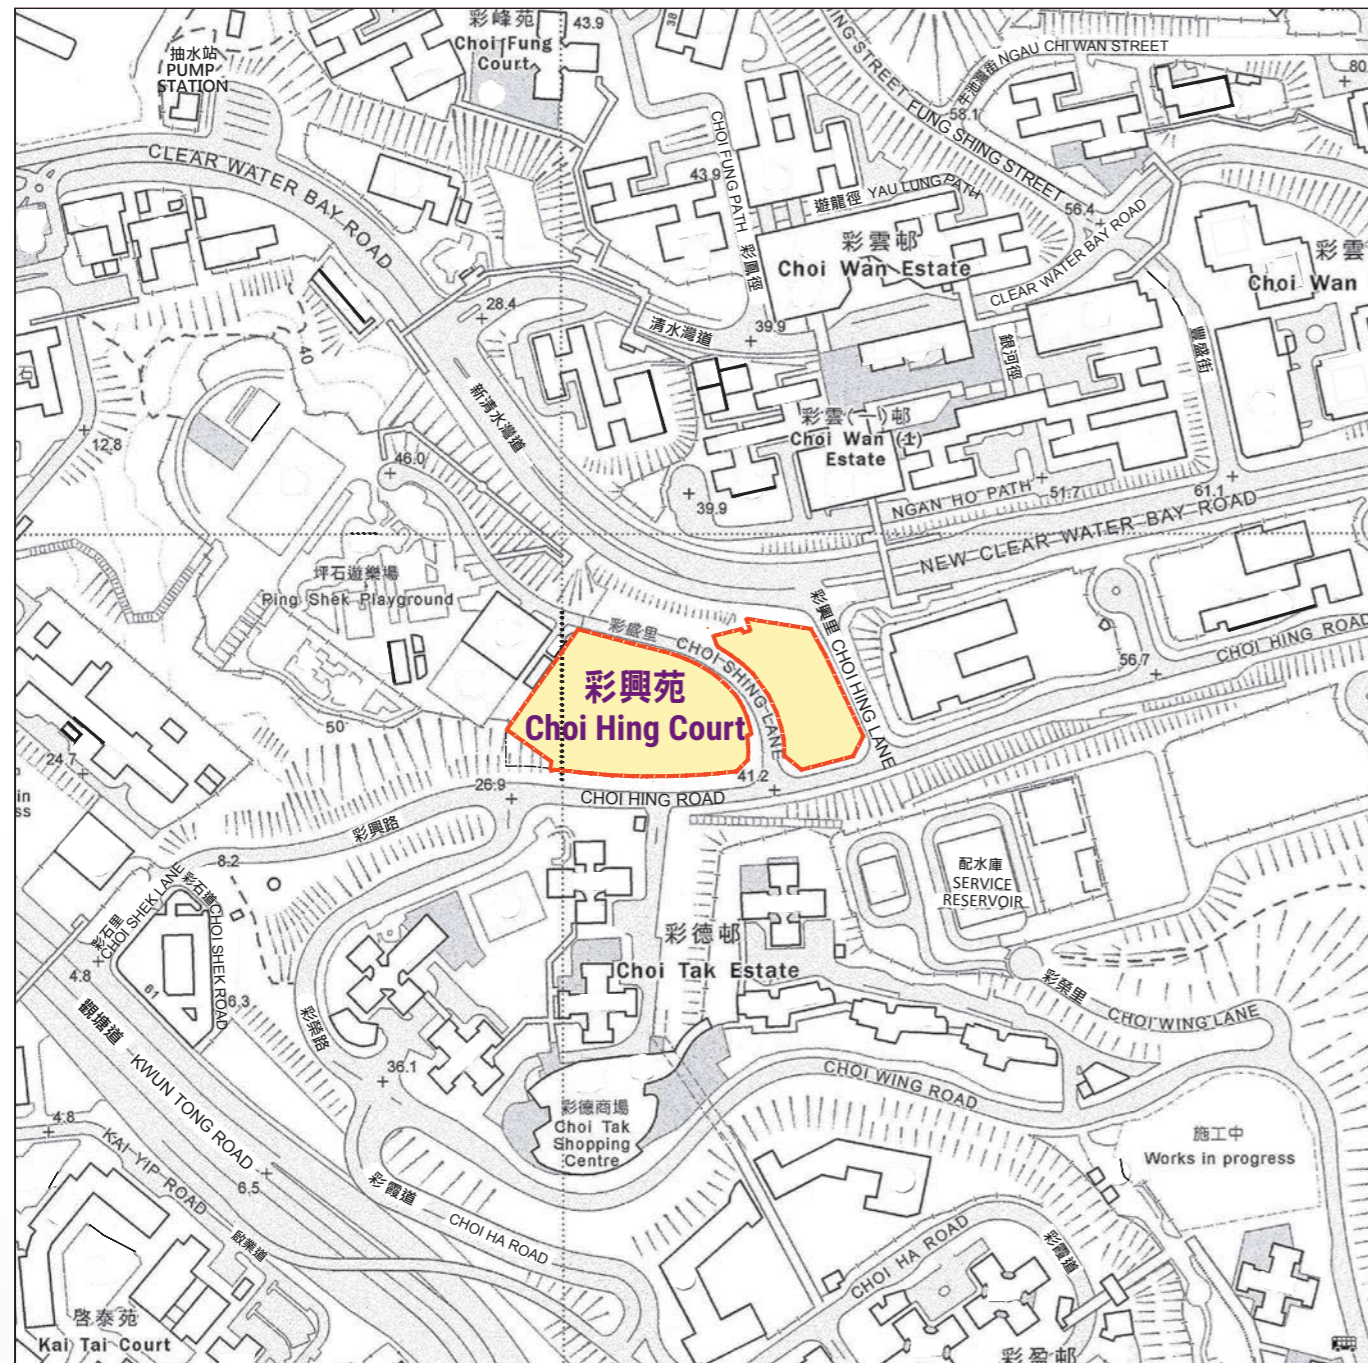 彩峰苑
Choi Fung
Court
43.9
38
抽水站
PUMP
STATION
NGAU CHI WAN STREET
牛池灣街
58.1
FUNG SHING STREET
80
CLEAR WATER BAY ROAD
CHOI FUNG PATH 彩鳳徑
43.9
遊龍徑 YAU LUNG PATH
56.4
彩雲邨
Choi Wan Estate
CLEAR WATER BAY ROAD
彩雲
Choi Wan
28.4
清水灣道
39.9
銀河徑
豐盛街
40
新清水灣道
彩雲(一)邨
Choi Wan (1)
Estate
12.8
46.0
39.9
NGAN HO PATH
51.7
61.1
NEW CLEAR WATER BAY ROAD
坪石遊樂場
Ping Shek Playground
彩盛里 CHOI SHING LANE
彩興里 CHOI HING LANE
56.7
CHOI HING ROAD
彩興苑
Choi Hing Court
50
24.7
26.9
41.2
CHOI HING ROAD
彩興路
8.2
配水庫
SERVICE
RESERVOIR
彩石里
CHOI SHEK LANE
彩石道
CHOI SHEK ROAD
彩德邨
Choi Tak Estate
4.8
61
6.3
彩榮里
CHOI WING LANE
觀塘道 KWUN TONG ROAD
彩榮路
36.1
CHOI WING ROAD
彩德商場
Choi Tak
Shopping
Centre
施工中
Works in progress
4.8
KAI YIP ROAD
啟業道
6.5
彩霞道
CHOI HA ROAD
CHOI HA ROAD
彩霞道
啓泰苑
Kai Tai Court
彩盈邨